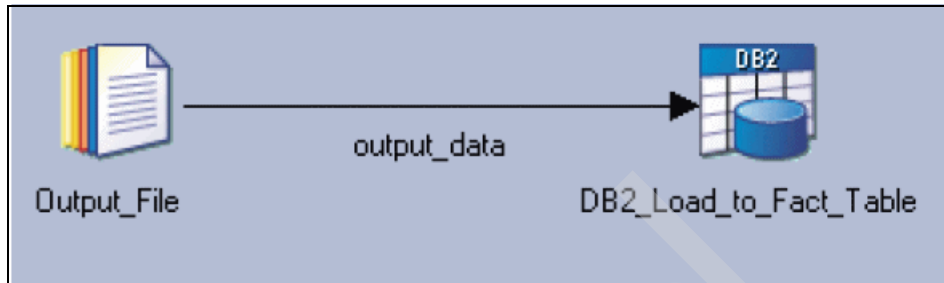 DB2
output_data
Output_File
DB2_Load_to_Fact_Table